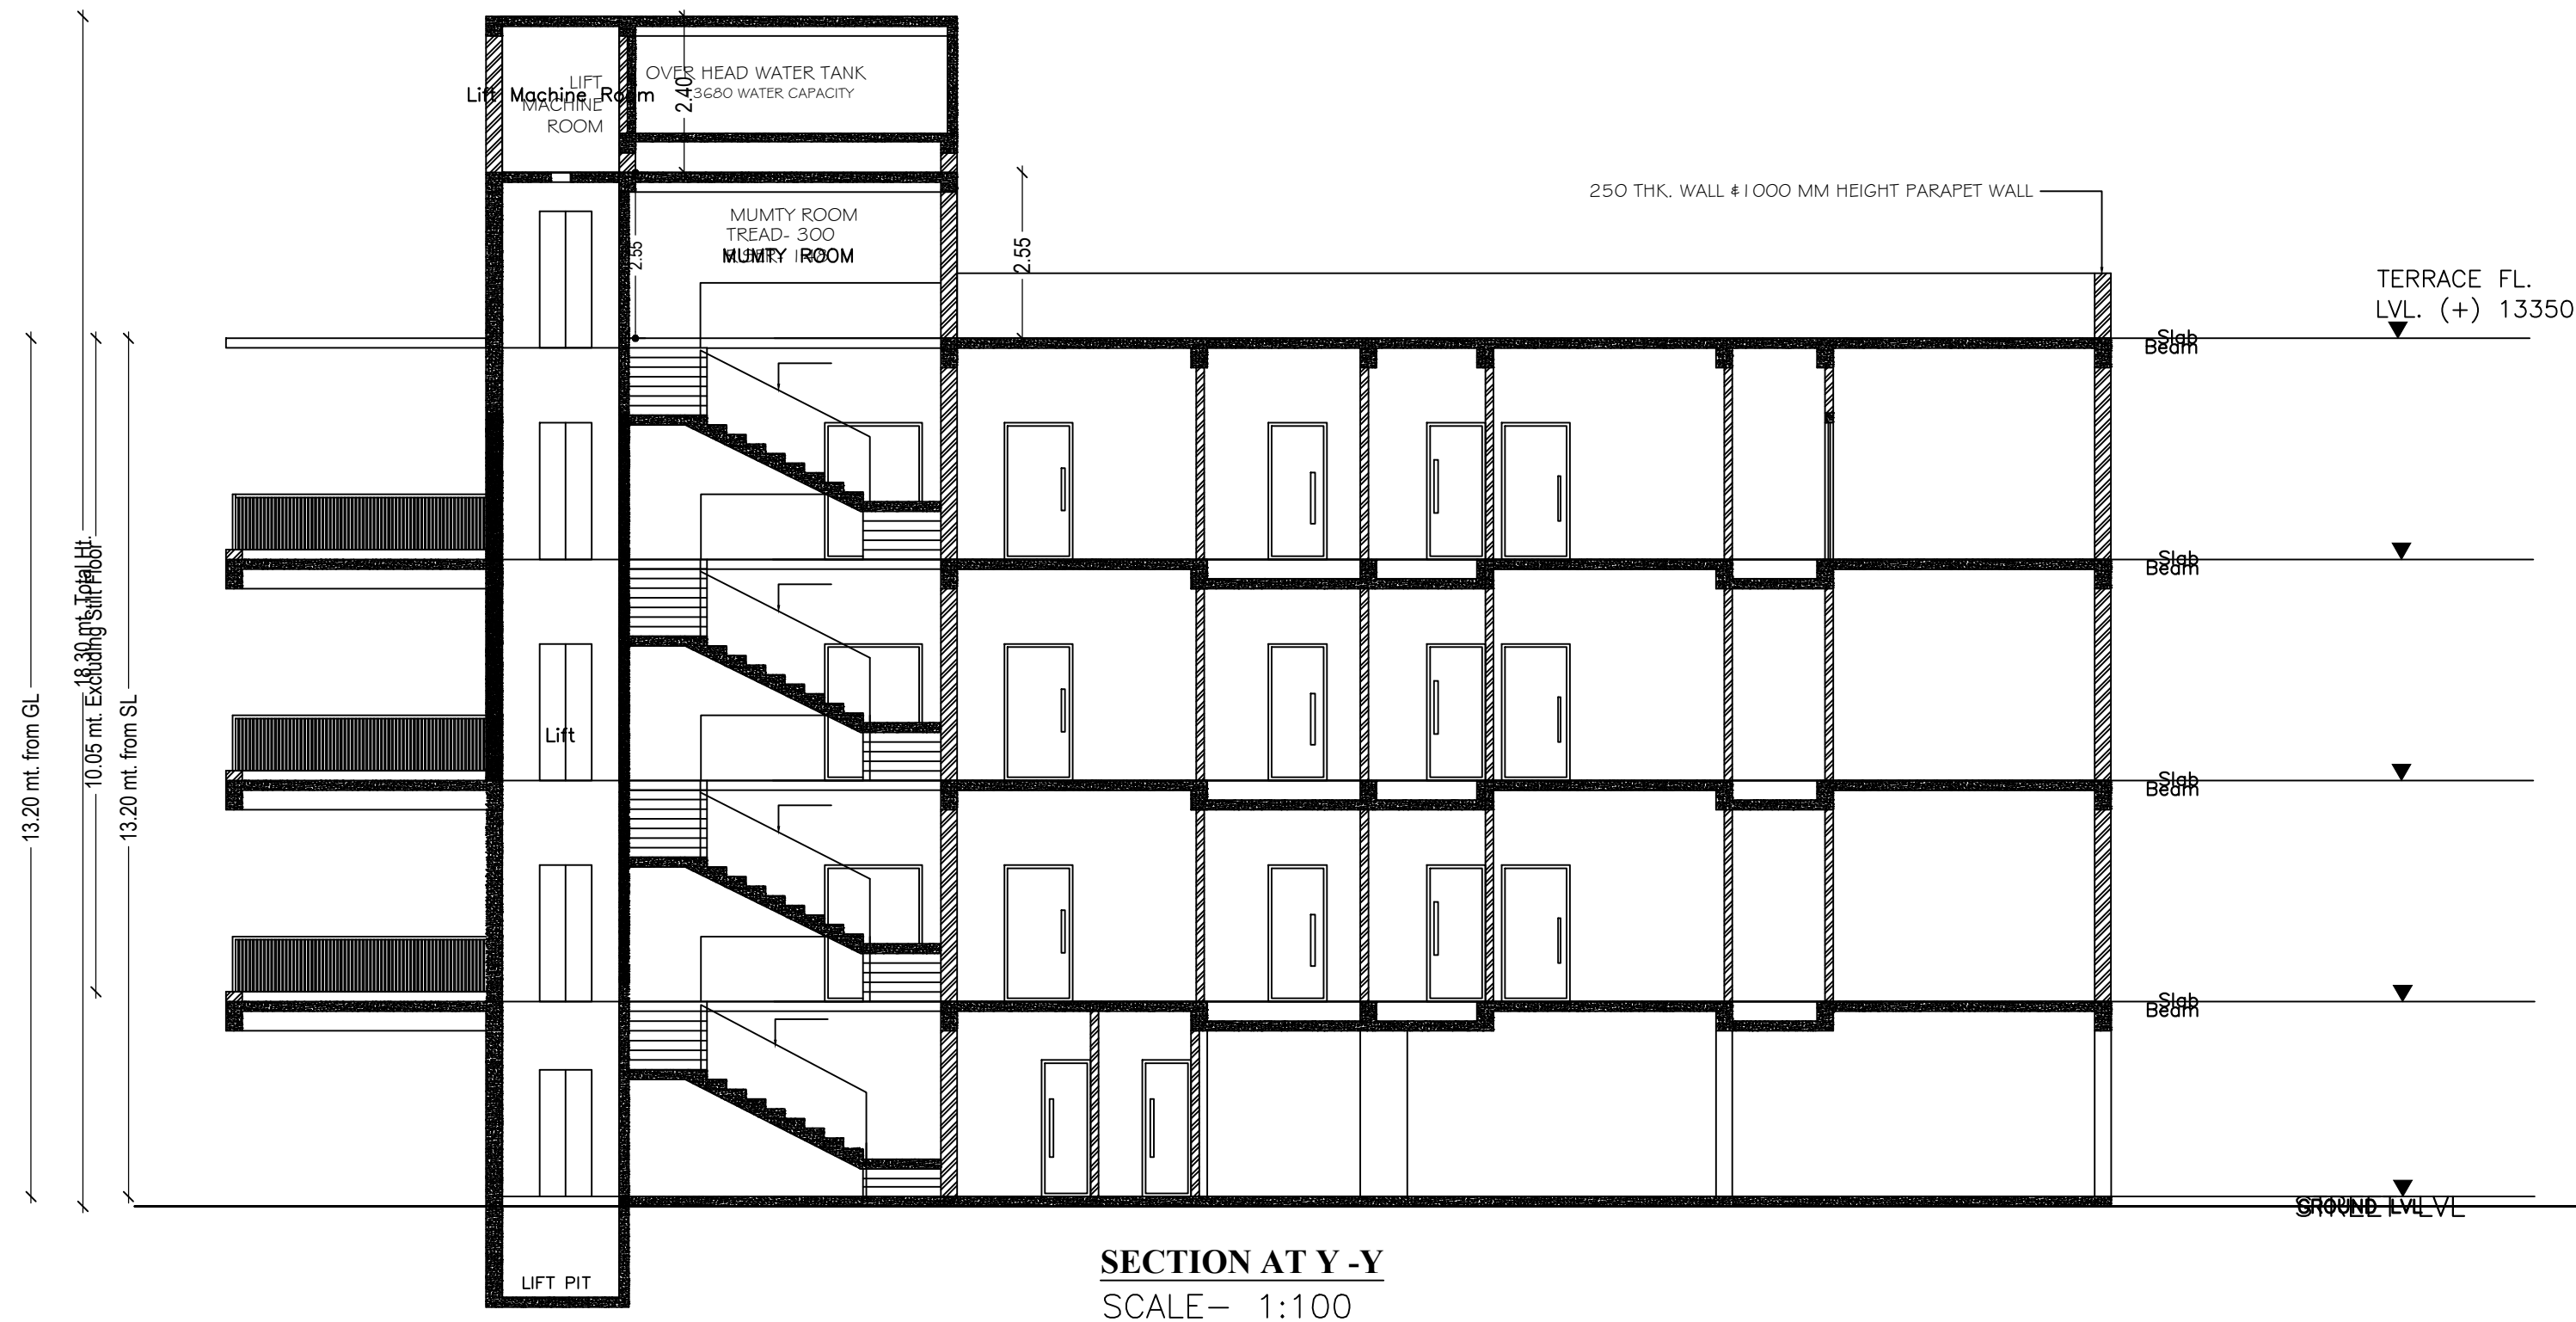 OVER HEAD WATER TANK
3680 WATER CAPACITY
LIFT
MACHINE
ROOM
Lift Machine Room
2.40
250 THK. WALL & 1000 MM HEIGHT PARAPET WALL
MUMTY ROOM
TREAD- 300
MUMTY ROOM
2.55
2.55
TERRACE FL.
LVL. (+) 13350
Slab
Beam
Slab
Beam
18.30 mt. Total Ht.
10.05 mt. Excluding Stilt Floor
13.20 mt. from GL
13.20 mt. from SL
Lift
Slab
Beam
Slab
Beam
GROUND LVL
LIFT PIT
SECTION AT Y -Y
SCALE- 1:100